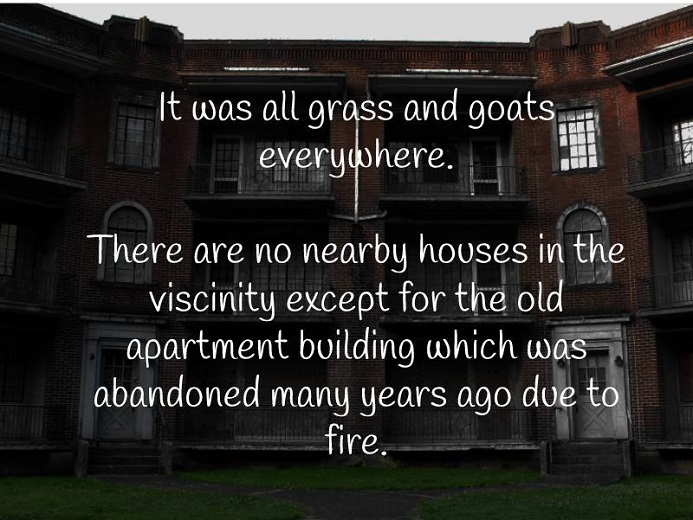 It was all grass and goats
everywhere.
There are no nearby houses in the
viscinity except for the old
apartment building which was
abandoned many years ago due to
fire.